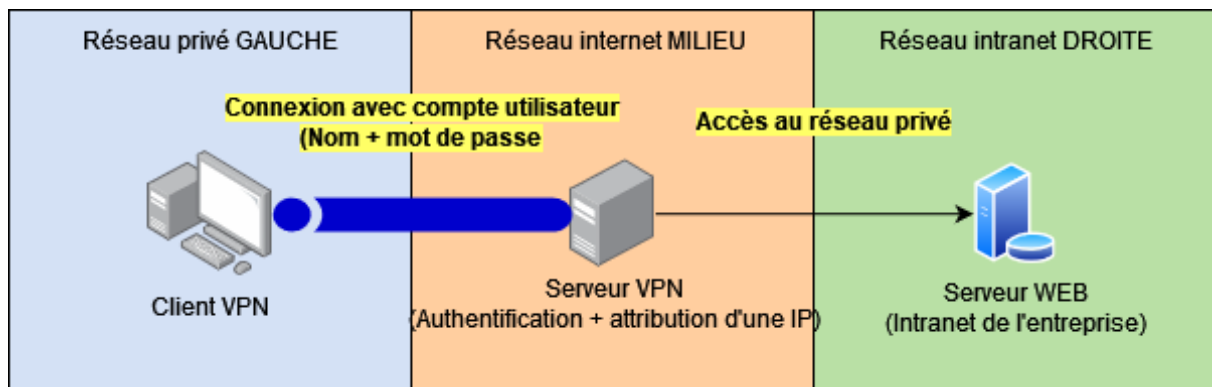 Réseau privé GAUCHE
Réseau internet MILIEU
Réseau intranet DROITE
Connexion avec compte utilisateur
(Nom + mot de passe
Accès au réseau privé
Client VPN
Serveur VPN
(Authentification + attribution d'une IP)
Serveur WEB
(Intranet de l'entreprise)